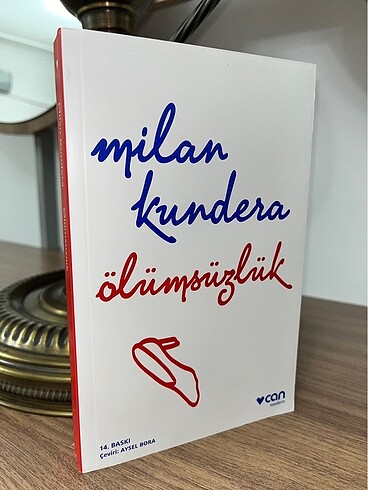 milan
kundera
ölümsüzlük
can
14. BASKI
Çeviri: AYSEL BORA